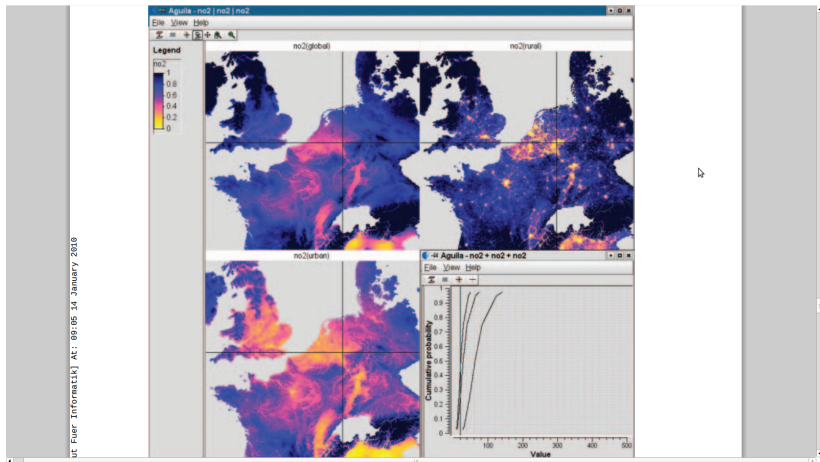 Aguila - no2 | no2 | no2
File View Help
Legend
no2
1
0.8
0.6
0.4
0.2
0
no2(global)
no2(rural)
no2(urban)
Aguila - no2 + no2 + no2
File View Help
1
0.9
0.8
0.7
0.6
0.5
0.4
0.3
0.2
0.1
0
Cumulative probability
100 200 300 400 500
Value
ut Fuer Informatik] At: 09:05 14 January 2010